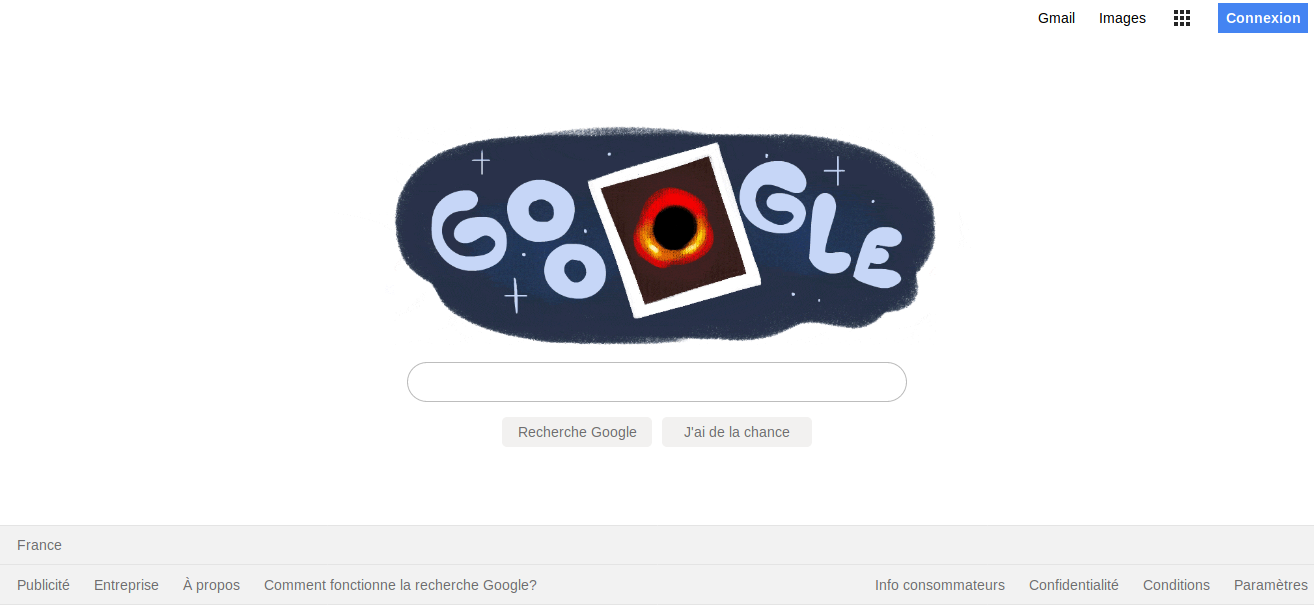 Gmail Images Connexion
GOOGLE
Recherche Google J'ai de la chance
France
Publicité Entreprise À propos Comment fonctionne la recherche Google? Info consommateurs Confidentialité Conditions Paramètres